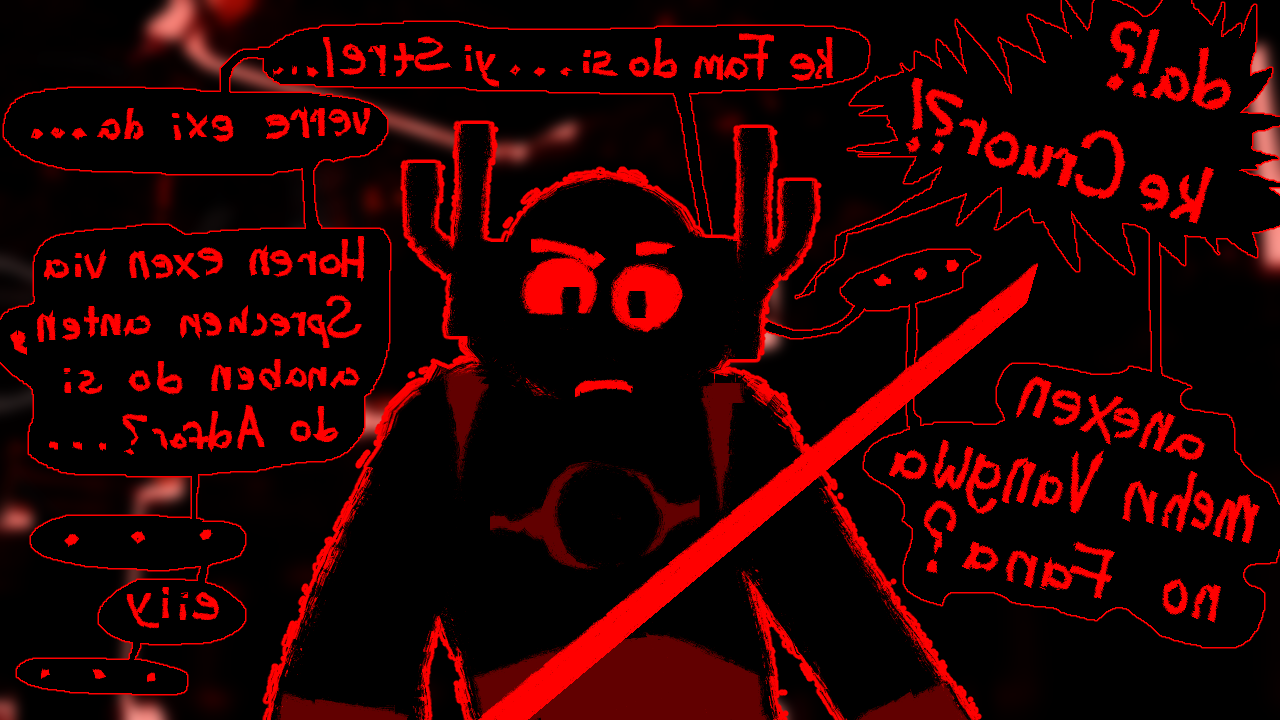 da!?
ke Cruor?!
anexen
mehn Vangwa
no Fana?
...
ke Fam do si...yi Strel...
verre exi da...
Horen exen via
Sprechen anten,
anaben do si
do Adfar?...
...
eiiy
...